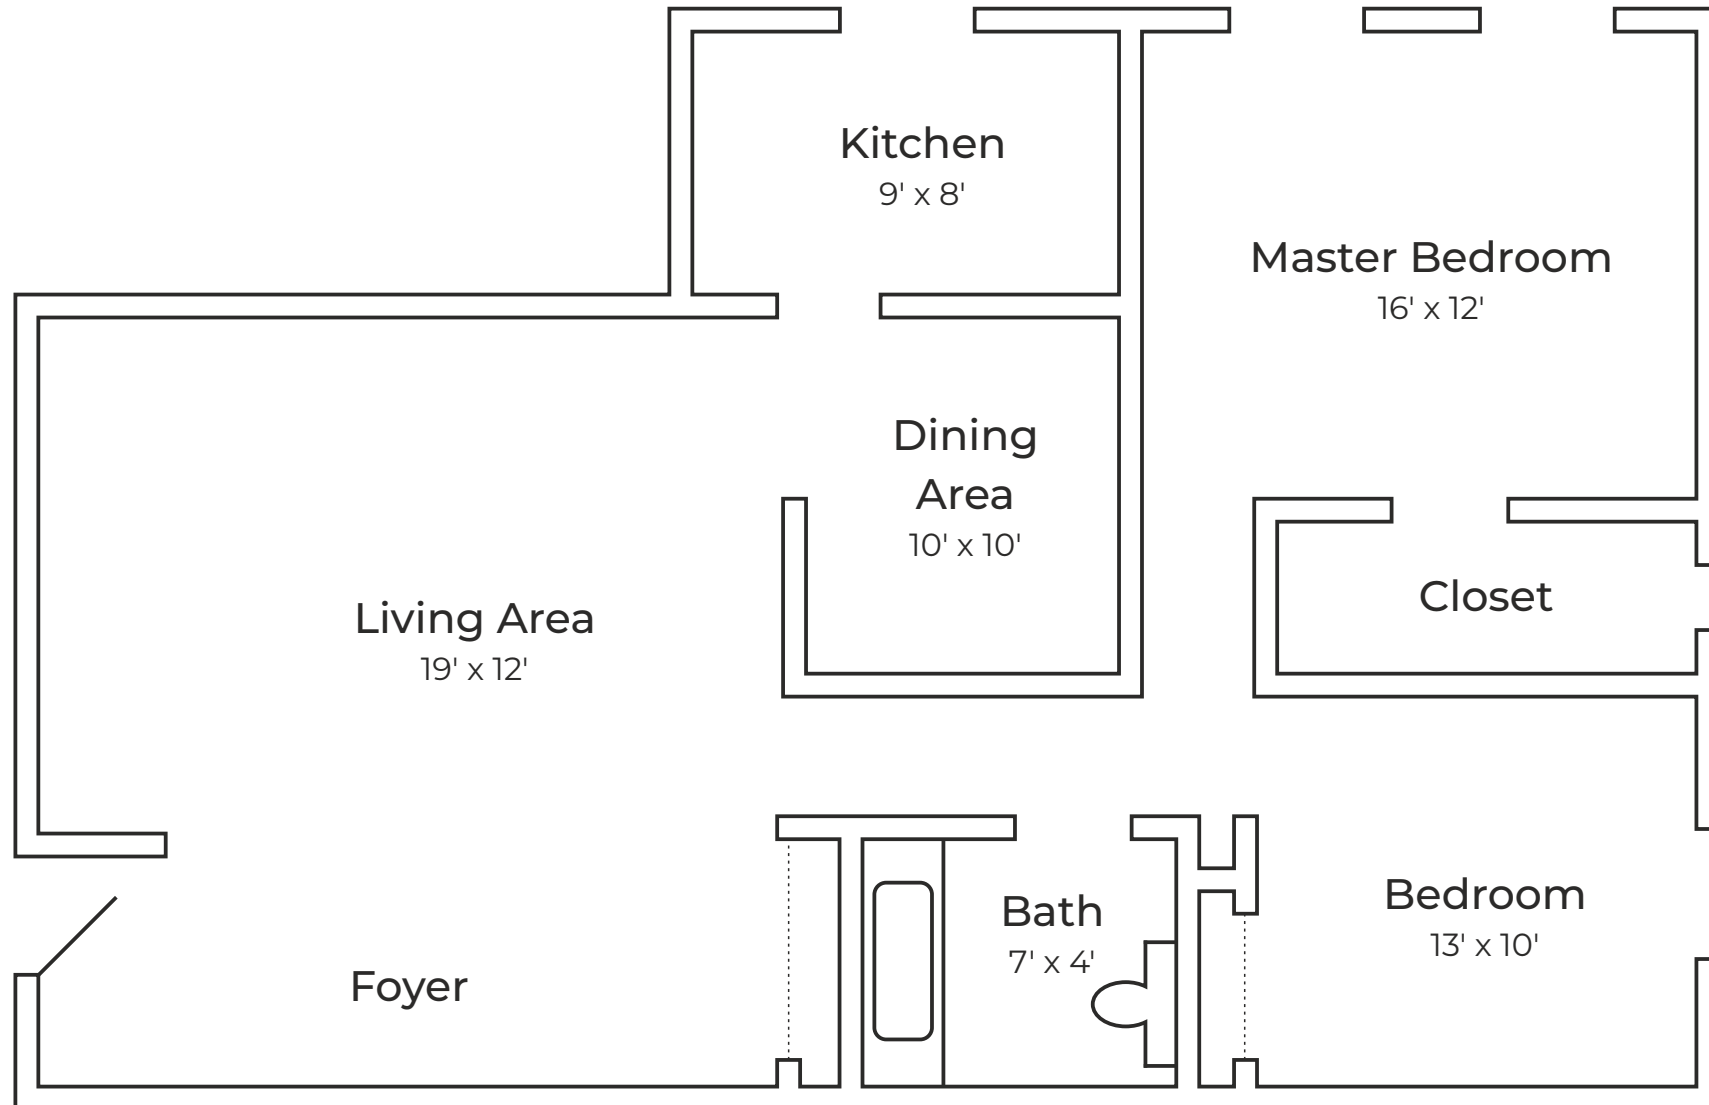 Kitchen
9' x 8'
Master Bedroom
16' x 12'
Dining
Area
10' x 10'
Living Area
19' x 12'
Closet
Bath
7' x 4'
Bedroom
13' x 10'
Foyer